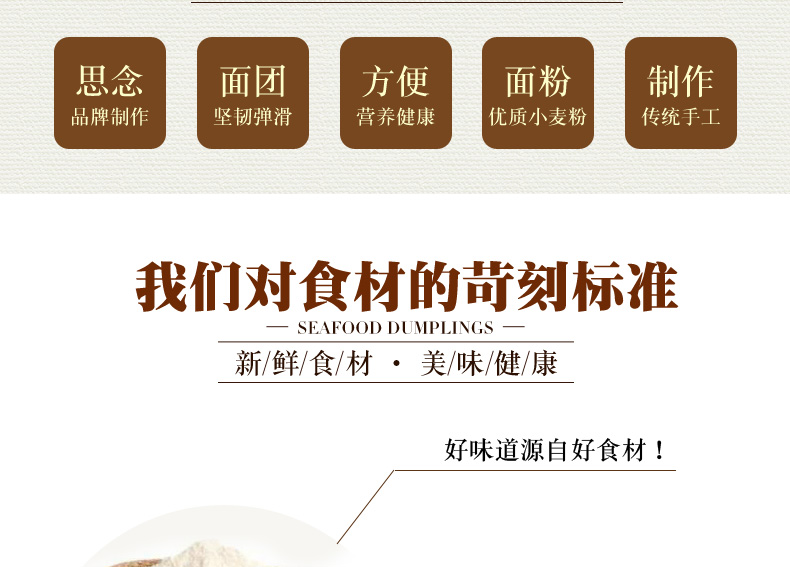 思念 面团 方便 面粉 制作
品牌制作 坚韧弹滑 营养健康 优质小麦粉 传统手工
我们对食材的苛刻标准
— SEAFOOD DUMPLINGS —
新/鲜/食/材 · 美/味/健/康
好味道源自好食材！